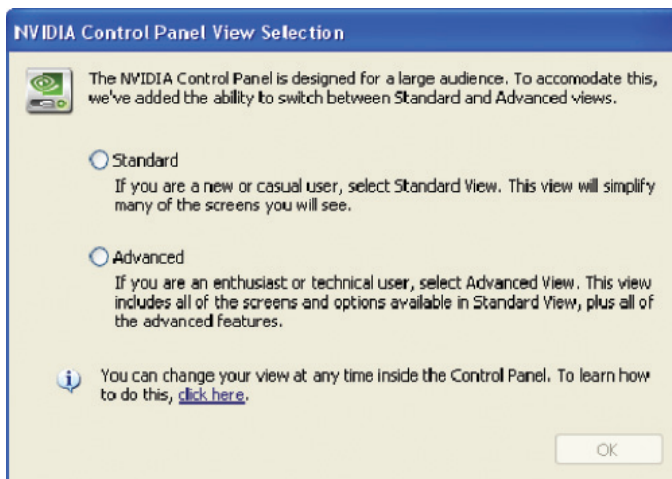 NVIDIA Control Panel View Selection
The NVIDIA Control Panel is designed for a large audience. To accomodate this,
we've added the ability to switch between Standard and Advanced views.
Standard
If you are a new or casual user, select Standard View. This view will simplify
many of the screens you will see.
Advanced
If you are an enthusiast or technical user, select Advanced View. This view
includes all of the screens and options available in Standard View, plus all of
the advanced features.
You can change your view at any time inside the Control Panel. To learn how
to do this, click here.
OK